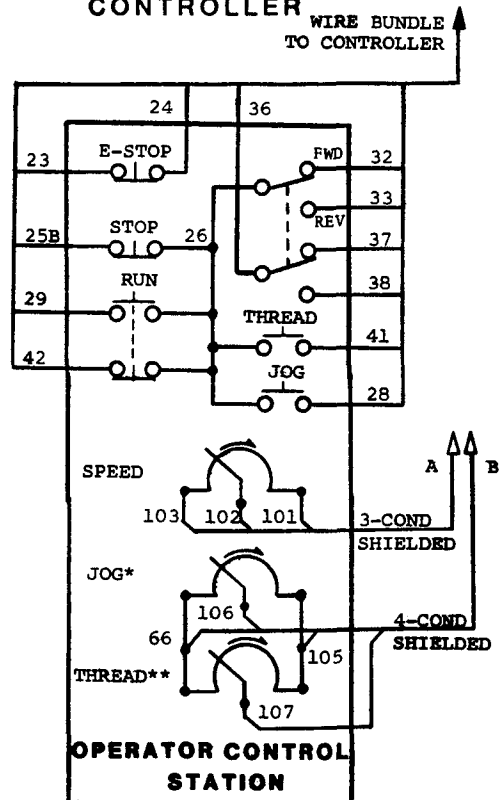 CONTROLLER
WIRE BUNDLE
TO CONTROLLER
24
36
E-STOP
FWD
32
23
33
REV
STOP
25B
26
37
RUN
38
29
THREAD
41
42
JOG
28
SPEED
A
B
103
102
101
3-COND
SHIELDED
JOG*
106
4-COND
66
SHIELDED
105
THREAD**
107
OPERATOR CONTROL
STATION